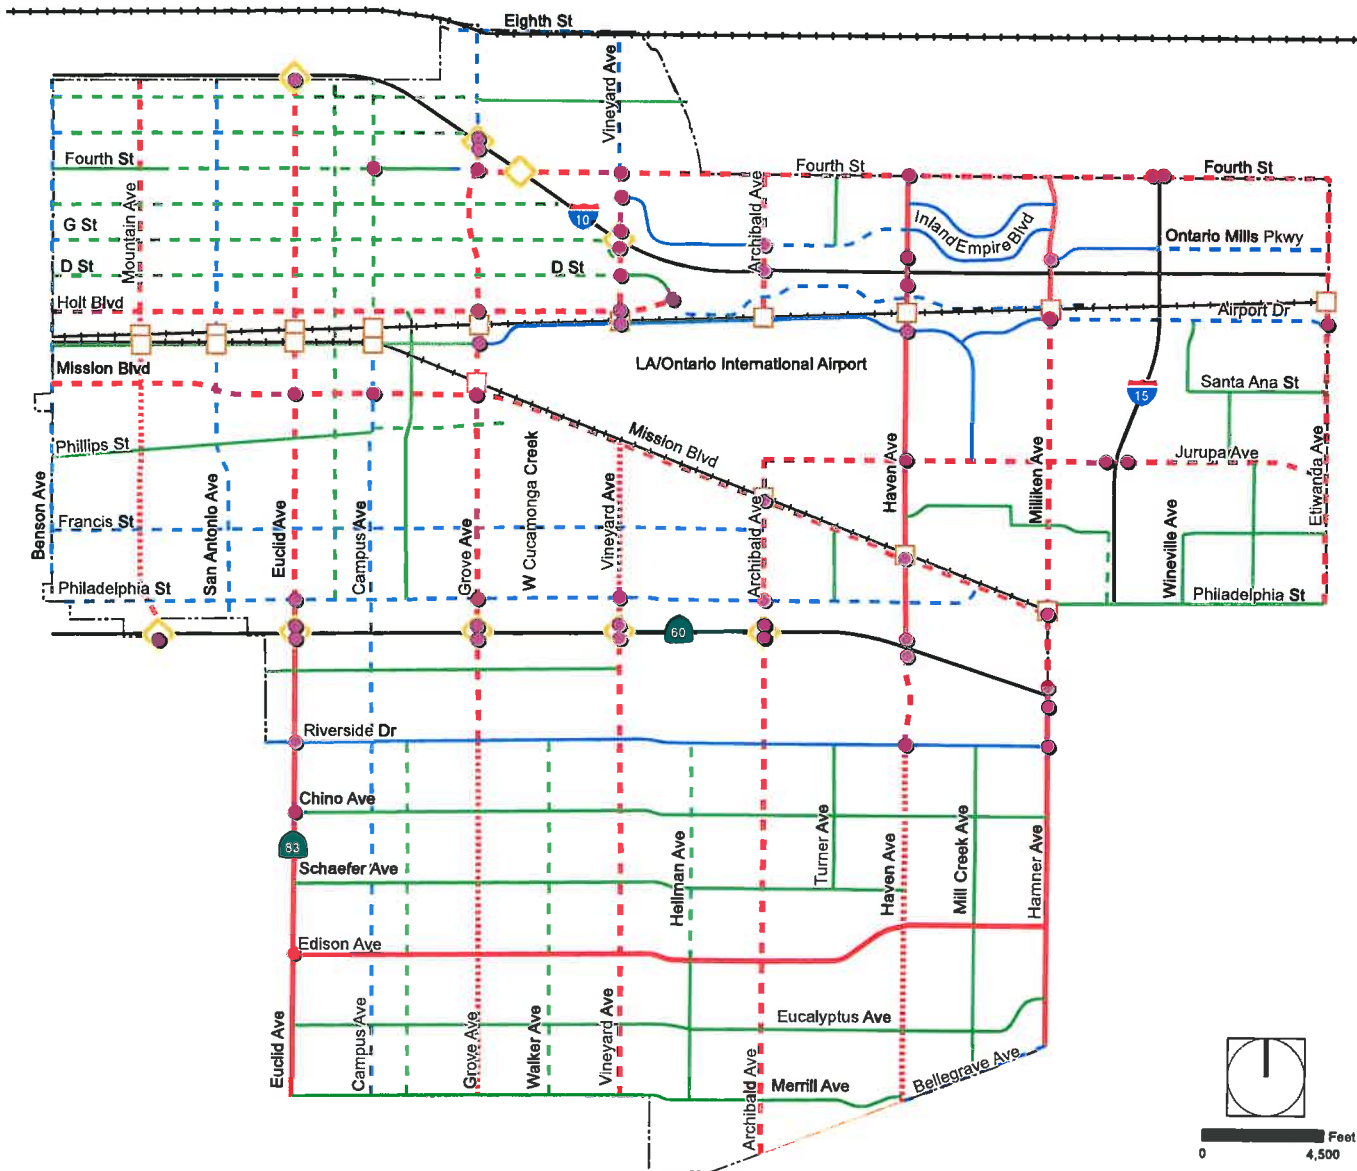 Eighth St
Vineyard Ave
Fourth St
Fourth St
Fourth St
Mountain Ave
Archibald Ave
10
Inland Empire Blvd
Ontario Mills Pkwy
G St
D St
D St
Holt Blvd
Airport Dr
Mission Blvd
LA/Ontario International Airport
Santa Ana St
15
Phillips St
Mission Blvd
Jurupa Ave
Benson Ave
San Antonio Ave
Euclid Ave
Campus Ave
Grove Ave
W Cucamonga Creek
Vineyard Ave
Archibald Ave
Haven Ave
Milliken Ave
Wineville Ave
Etiwanda Ave
Francis St
Philadelphia St
Philadelphia St
60
Riverside Dr
Chino Ave
83
Schaefer Ave
Hellman Ave
Turner Ave
Haven Ave
Mill Creek Ave
Hamner Ave
Edison Ave
Eucalyptus Ave
Euclid Ave
Campus Ave
Grove Ave
Walker Ave
Vineyard Ave
Archibald Ave
Merrill Ave
Bellegrave Ave
Feet
0 4,500